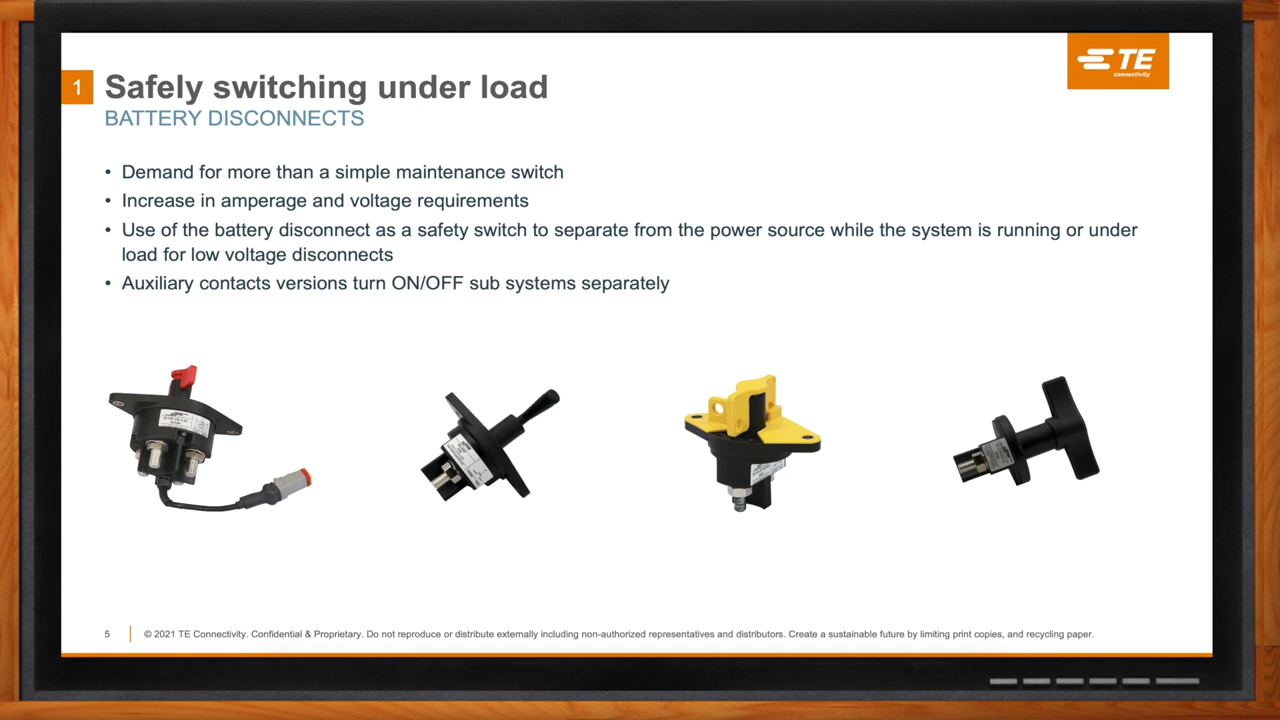 TE
connectivity
1
Safely switching under load
BATTERY DISCONNECTS
• Demand for more than a simple maintenance switch
• Increase in amperage and voltage requirements
• Use of the battery disconnect as a safety switch to separate from the power source while the system is running or under
load for low voltage disconnects
• Auxiliary contacts versions turn ON/OFF sub systems separately
5
© 2021 TE Connectivity. Confidential & Proprietary. Do not reproduce or distribute externally including non-authorized representatives and distributors. Create a sustainable future by limiting print copies, and recycling paper.